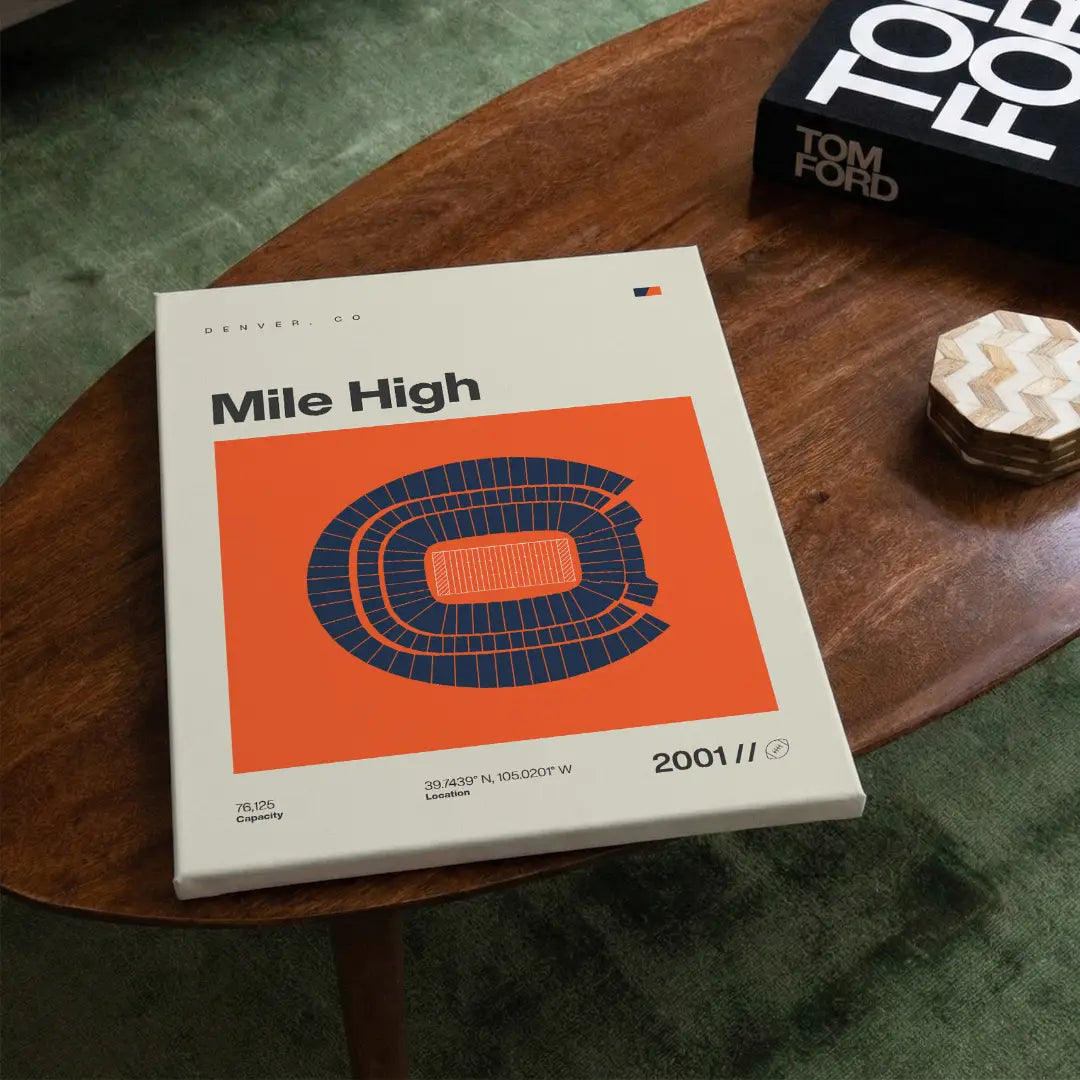 DENVER, CO
Mile High
76,125
Capacity
39.7439° N, 105.0201° W
Location
2001 //
TOM
FORD
TOM
FORD